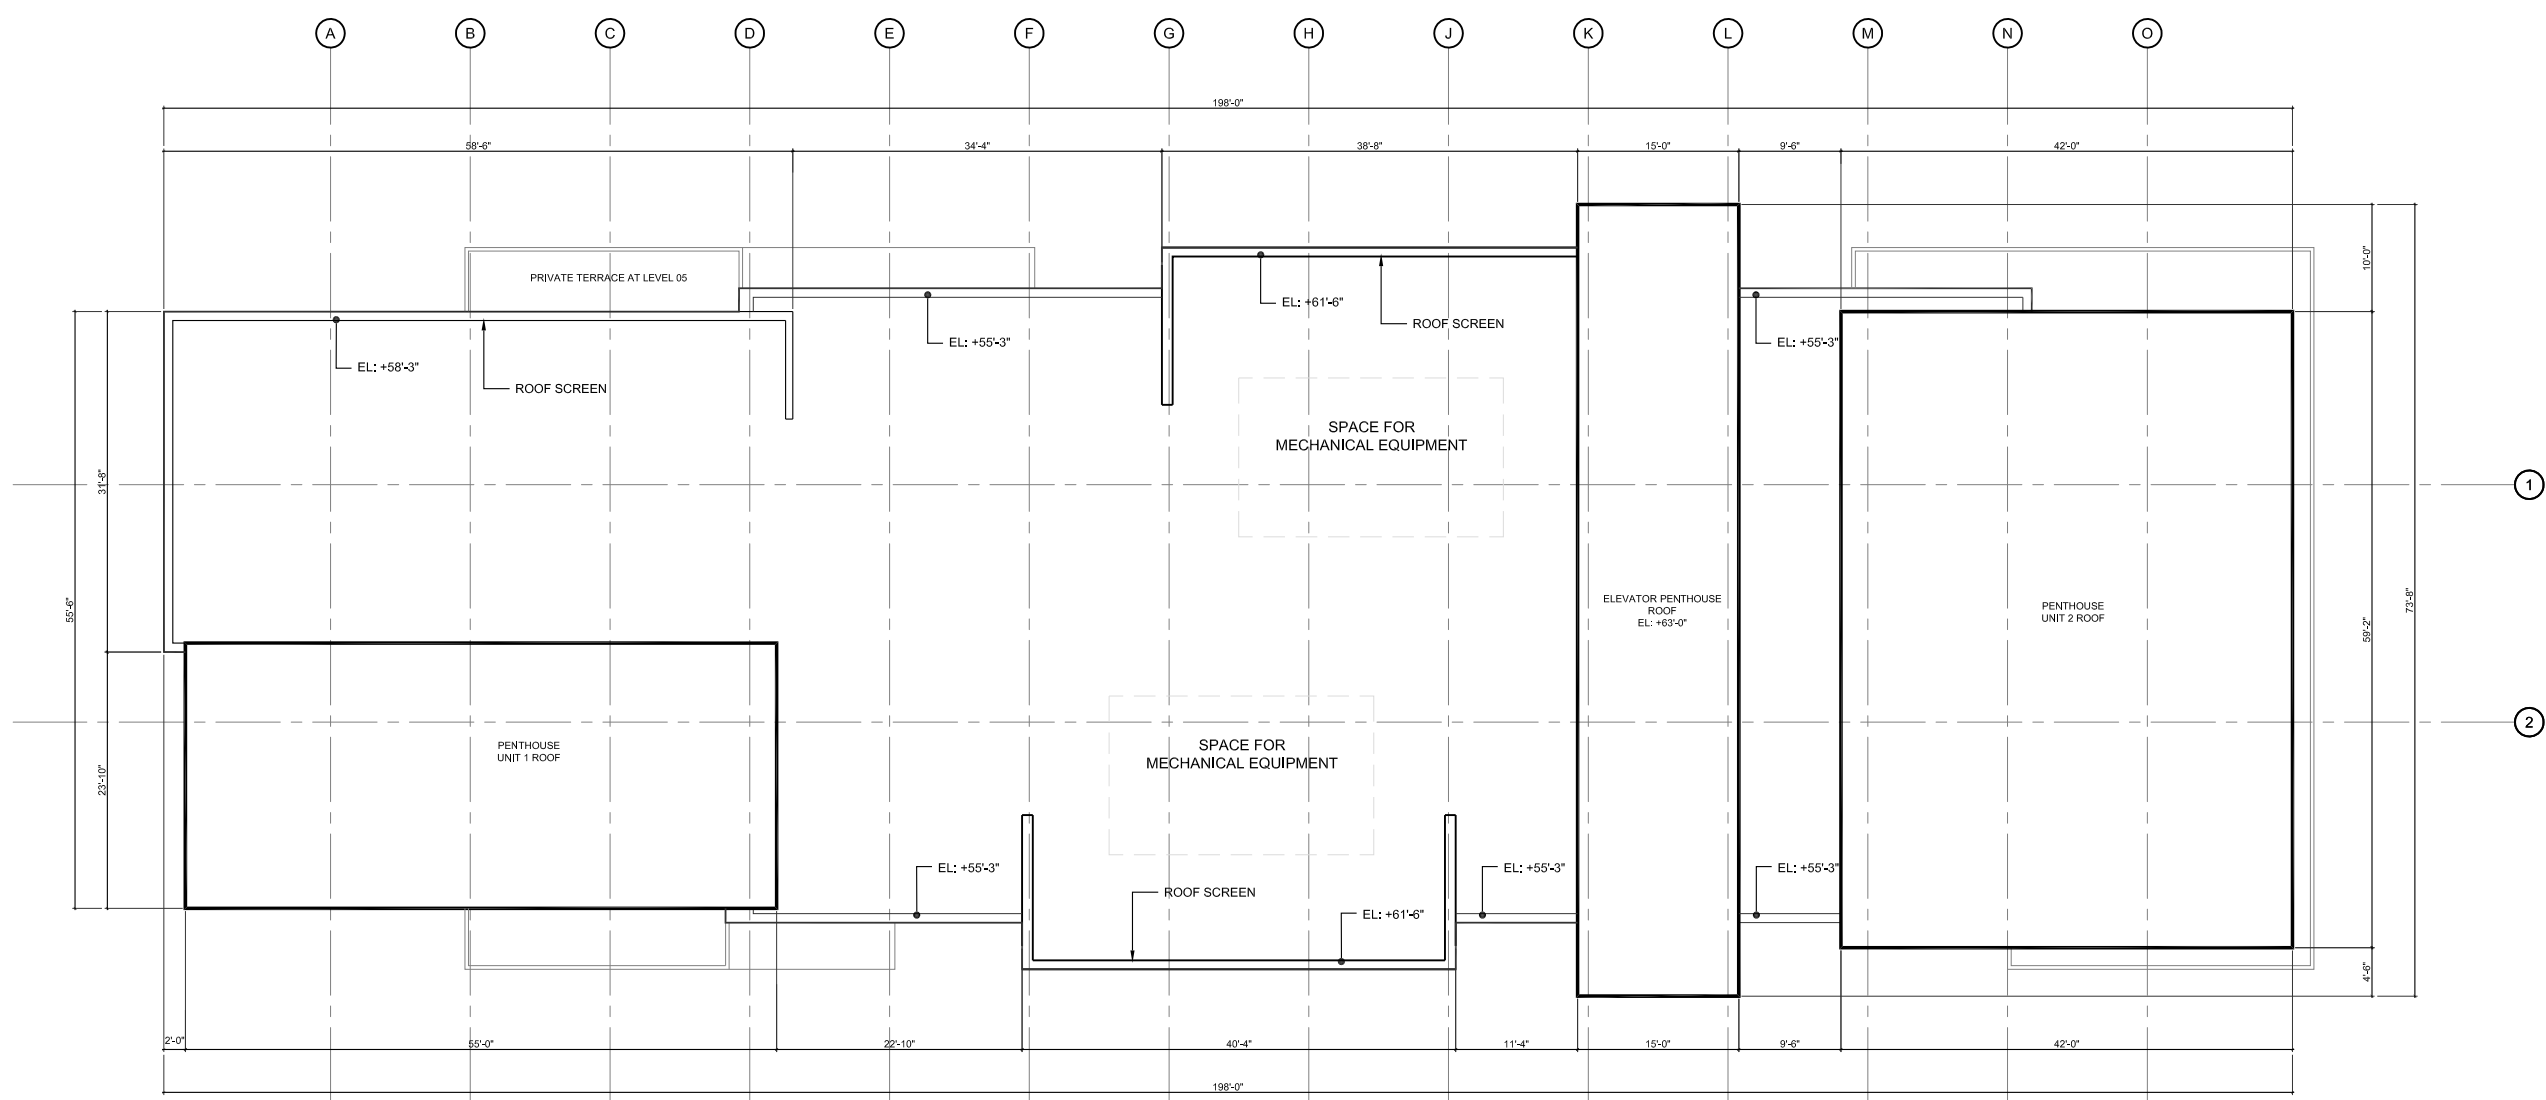 A B C D E F G H J K L M N O
198'-0"
58'-6" 34'-4" 38'-8" 15'-0" 9'-6" 42'-0"
PRIVATE TERRACE AT LEVEL 05
10'-0"
EL: +61'-6"
ROOF SCREEN
EL: +55'-3"
EL: +55'-3"
EL: +58'-3"
ROOF SCREEN
SPACE FOR
MECHANICAL EQUIPMENT
31'-8"
1
55'-6"
ELEVATOR PENTHOUSE
ROOF
EL: +63'-0"
PENTHOUSE
UNIT 2 ROOF
59'-2"
73'-8"
2
PENTHOUSE
UNIT 1 ROOF
SPACE FOR
MECHANICAL EQUIPMENT
23'-10"
EL: +55'-3"
EL: +55'-3"
EL: +55'-3"
ROOF SCREEN
EL: +61'-6"
4'-6"
2'-0" 55'-0" 22'-10" 40'-4" 11'-4" 15'-0" 9'-6" 42'-0"
198'-0"